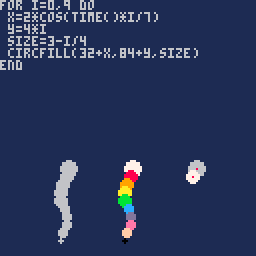 FOR I=0,9 DO
X=2*COS(TIME()*I/7)
Y=4*I
SIZE=3-I/4
CIRCFILL(32+X,84+Y,SIZE)
END